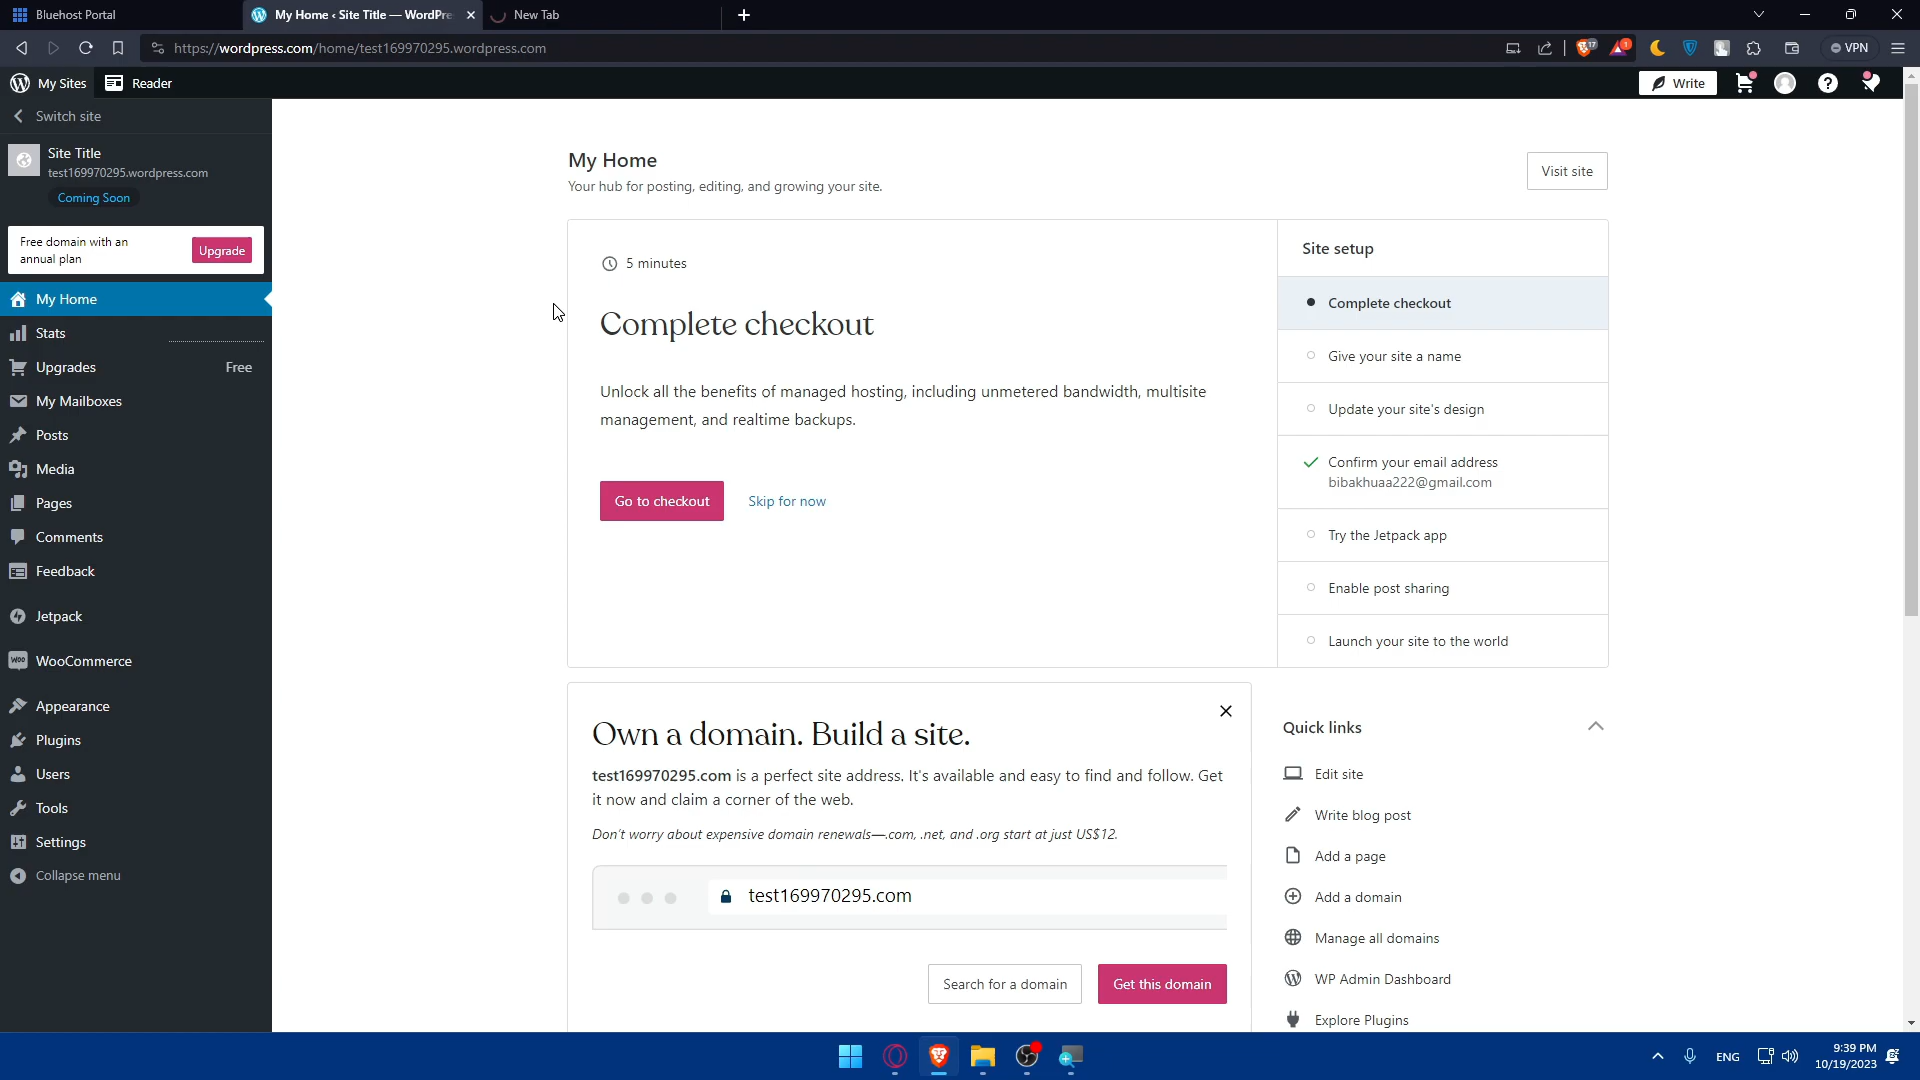 Bluehost Portal
My Home ‹ Site Title — WordPre
New Tab
https://wordpress.com/home/test169970295.wordpress.com
17
1
VPN
My Sites
Reader
Write
Switch site
Site Title
test169970295.wordpress.com
Coming Soon
Free domain with an
annual plan
Upgrade
My Home
Stats
Upgrades
Free
My Mailboxes
Posts
Media
Pages
Comments
Feedback
Jetpack
WooCommerce
Appearance
Plugins
Users
Tools
Settings
Collapse menu
My Home
Your hub for posting, editing, and growing your site.
Visit site
5 minutes
Complete checkout
Unlock all the benefits of managed hosting, including unmetered bandwidth, multisite
management, and realtime backups.
Go to checkout
Skip for now
Site setup
Complete checkout
Give your site a name
Update your site's design
Confirm your email address
bibakhuaa222@gmail.com
Try the Jetpack app
Enable post sharing
Launch your site to the world
Own a domain. Build a site.
test169970295.com is a perfect site address. It's available and easy to find and follow. Get
it now and claim a corner of the web.
Don't worry about expensive domain renewals—.com, .net, and .org start at just US$12.
test169970295.com
Search for a domain
Get this domain
Quick links
Edit site
Write blog post
Add a page
Add a domain
Manage all domains
WP Admin Dashboard
Explore Plugins
ENG
9:39 PM
10/19/2023